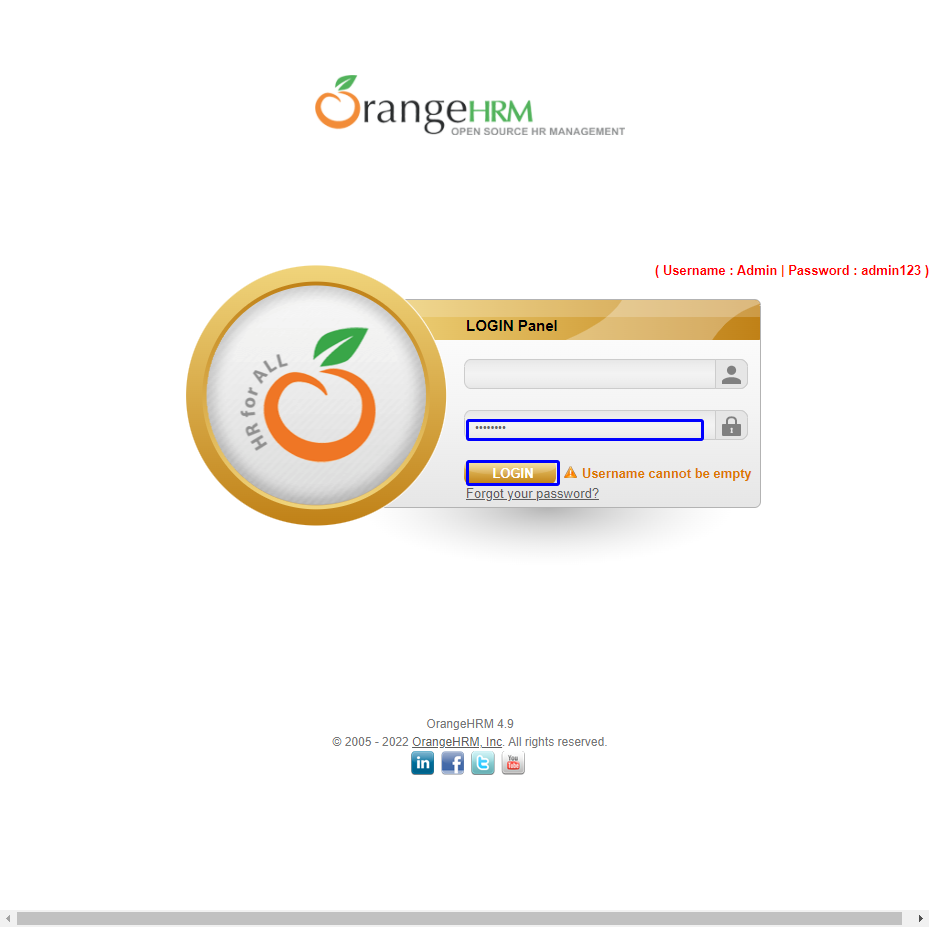 OrangeHRM
OPEN SOURCE HR MANAGEMENT
( Username : Admin | Password : admin123 )
HR for ALL
LOGIN Panel
LOGIN
Username cannot be empty
Forgot your password?
OrangeHRM 4.9
© 2005 - 2022 OrangeHRM, Inc. All rights reserved.
in f t You Tube